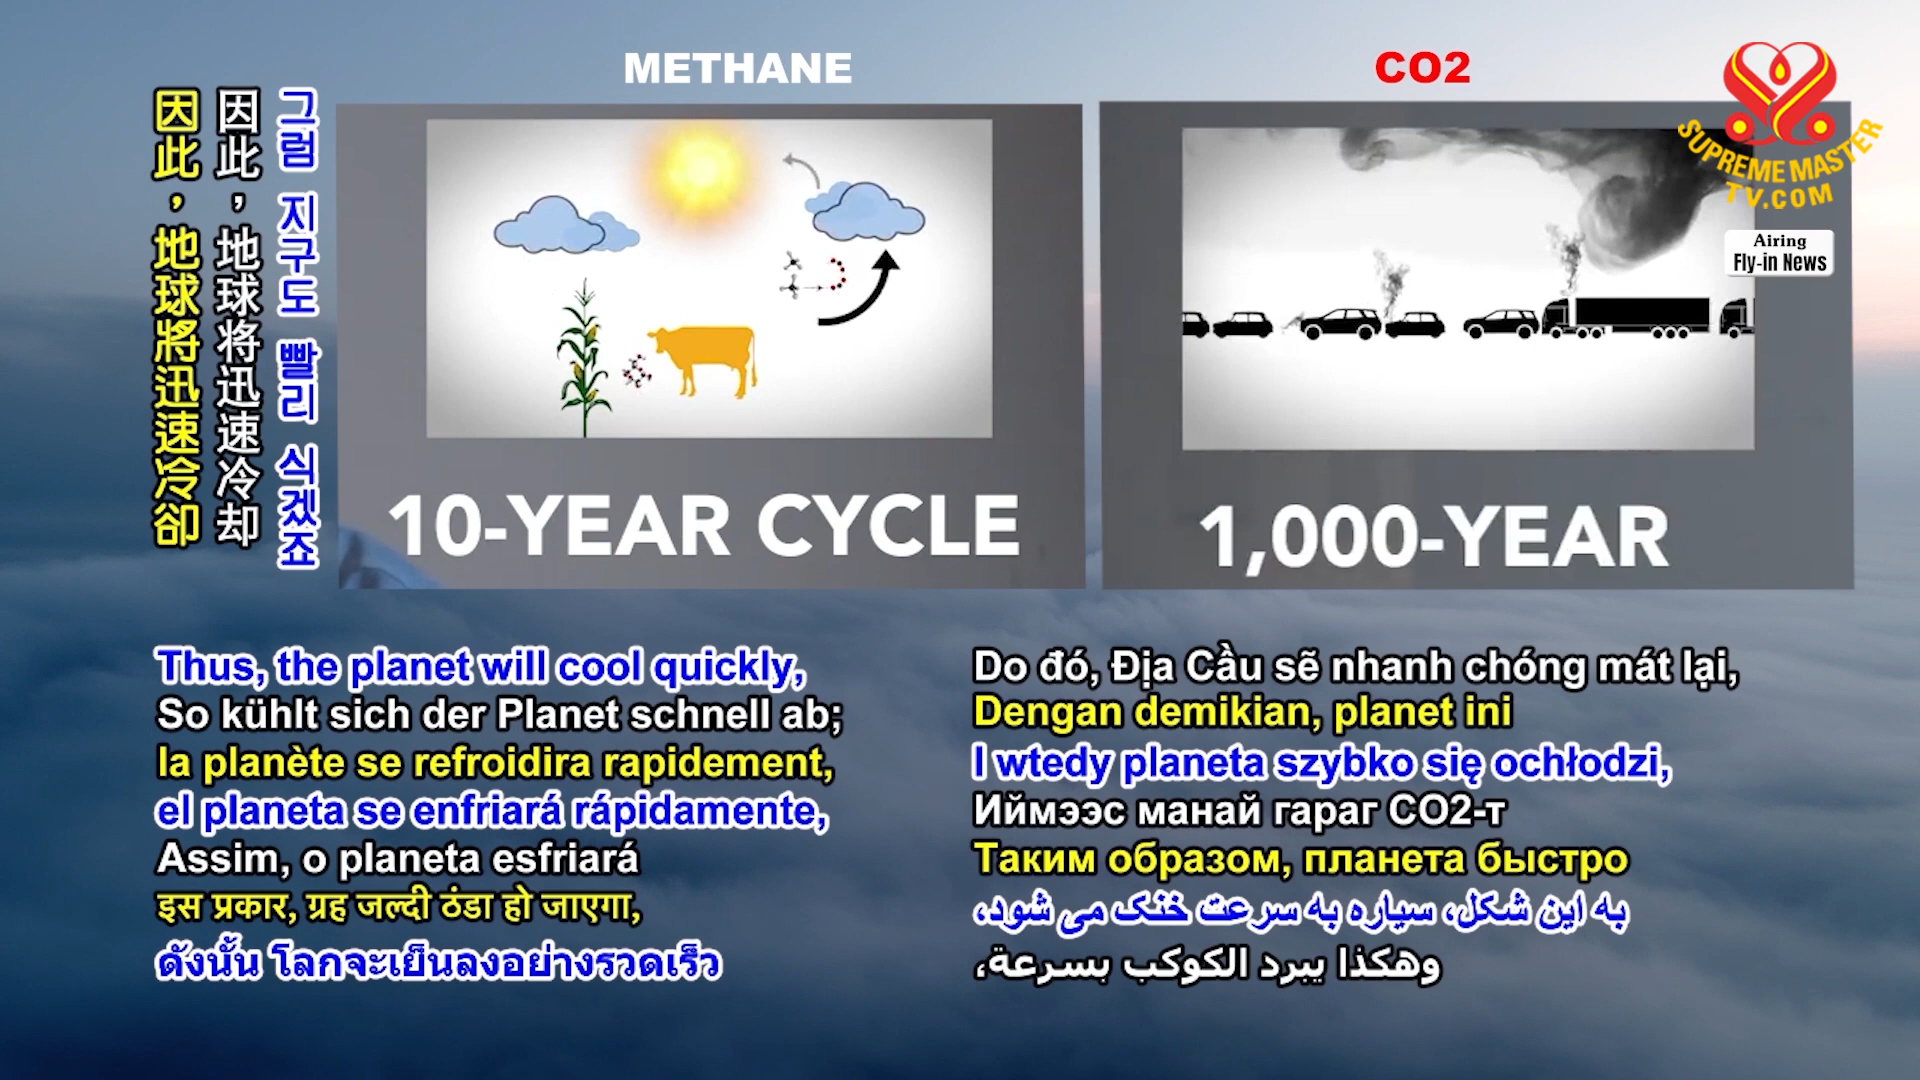 METHANE
CO2
SUPREME MASTER
TV.COM
Airing
Fly-in News
因此，地球將迅速冷卻
因此，地球将迅速冷却
그럼 지구도 빨리 식겠죠
10-YEAR CYCLE
1,000-YEAR
Thus, the planet will cool quickly,
So kühlt sich der Planet schnell ab;
la planète se refroidira rapidement,
el planeta se enfriará rápidamente,
Assim, o planeta esfriará
इस प्रकार, ग्रह जल्दी ठंडा हो जाएगा,
ดังนั้น โลกจะเย็นลงอย่างรวดเร็ว
Do đó, Địa Cầu sẽ nhanh chóng mát lại,
Dengan demikian, planet ini
I wtedy planeta szybko się ochłodzi,
Иймээс манай гараг CO2-т
Таким образом, планета быстро
به این شکل، سیاره به سرعت خنک می شود،
وهكذا يبرد الكوكب بسرعة،